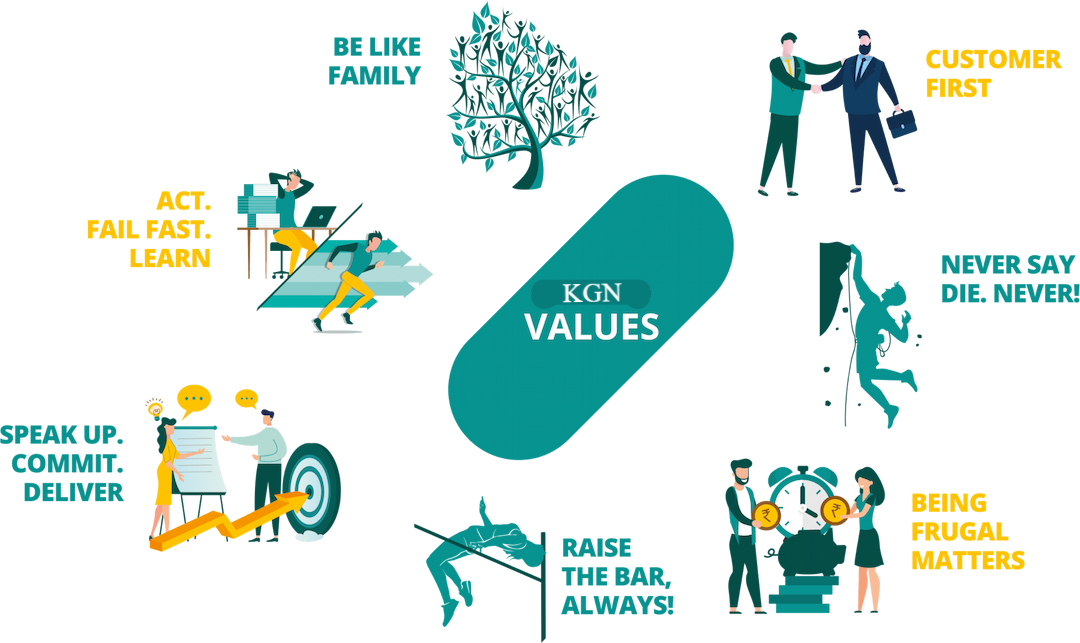 BE LIKE
FAMILY
CUSTOMER
FIRST
ACT.
FAIL FAST.
LEARN
NEVER SAY
DIE. NEVER!
KGN
VALUES
SPEAK UP.
COMMIT.
DELIVER
BEING
FRUGAL
MATTERS
₹ ₹
RAISE
THE BAR,
ALWAYS!